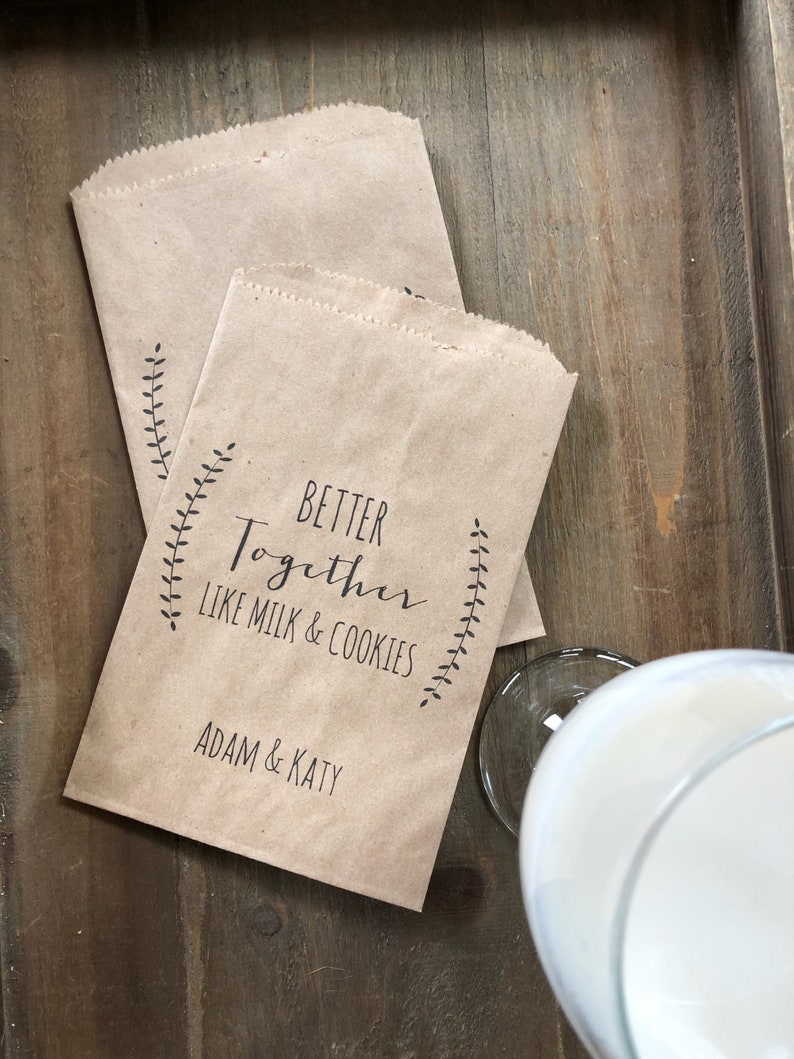 BETTER
Together
LIKE MILK & COOKIES
ADAM & KATY